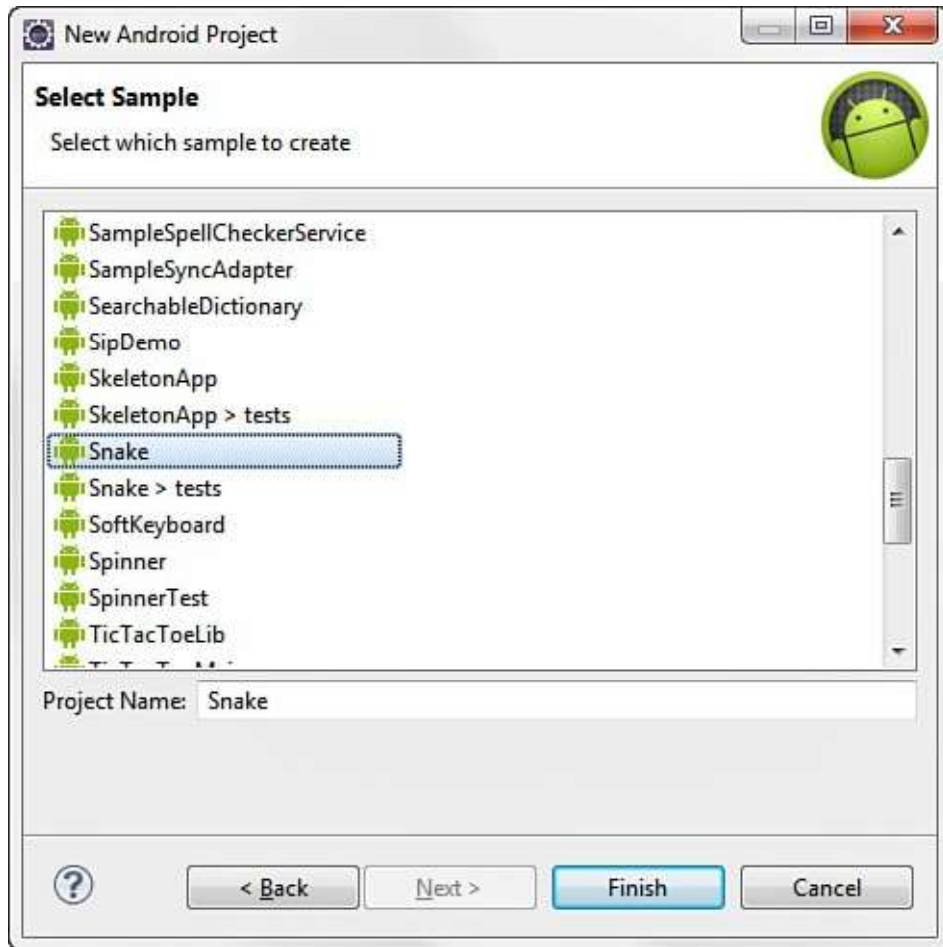 New Android Project
Select Sample
Select which sample to create
SampleSpellCheckerService
SampleSyncAdapter
SearchableDictionary
SipDemo
SkeletonApp
SkeletonApp > tests
Snake
Snake > tests
SoftKeyboard
Spinner
SpinnerTest
TicTacToeLib
Project Name: Snake
< Back Next > Finish Cancel